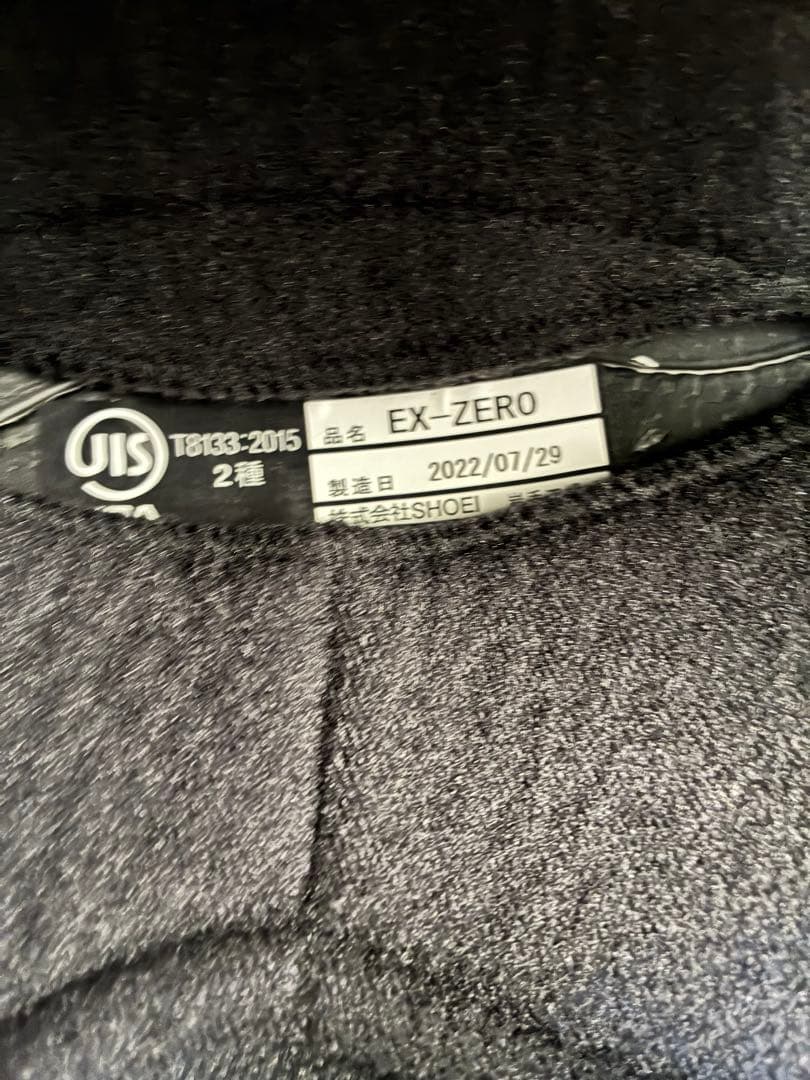 JIS T8133:2015
2種
品名 EX-ZERO
製造日 2022/07/29
株式会社SHOEI